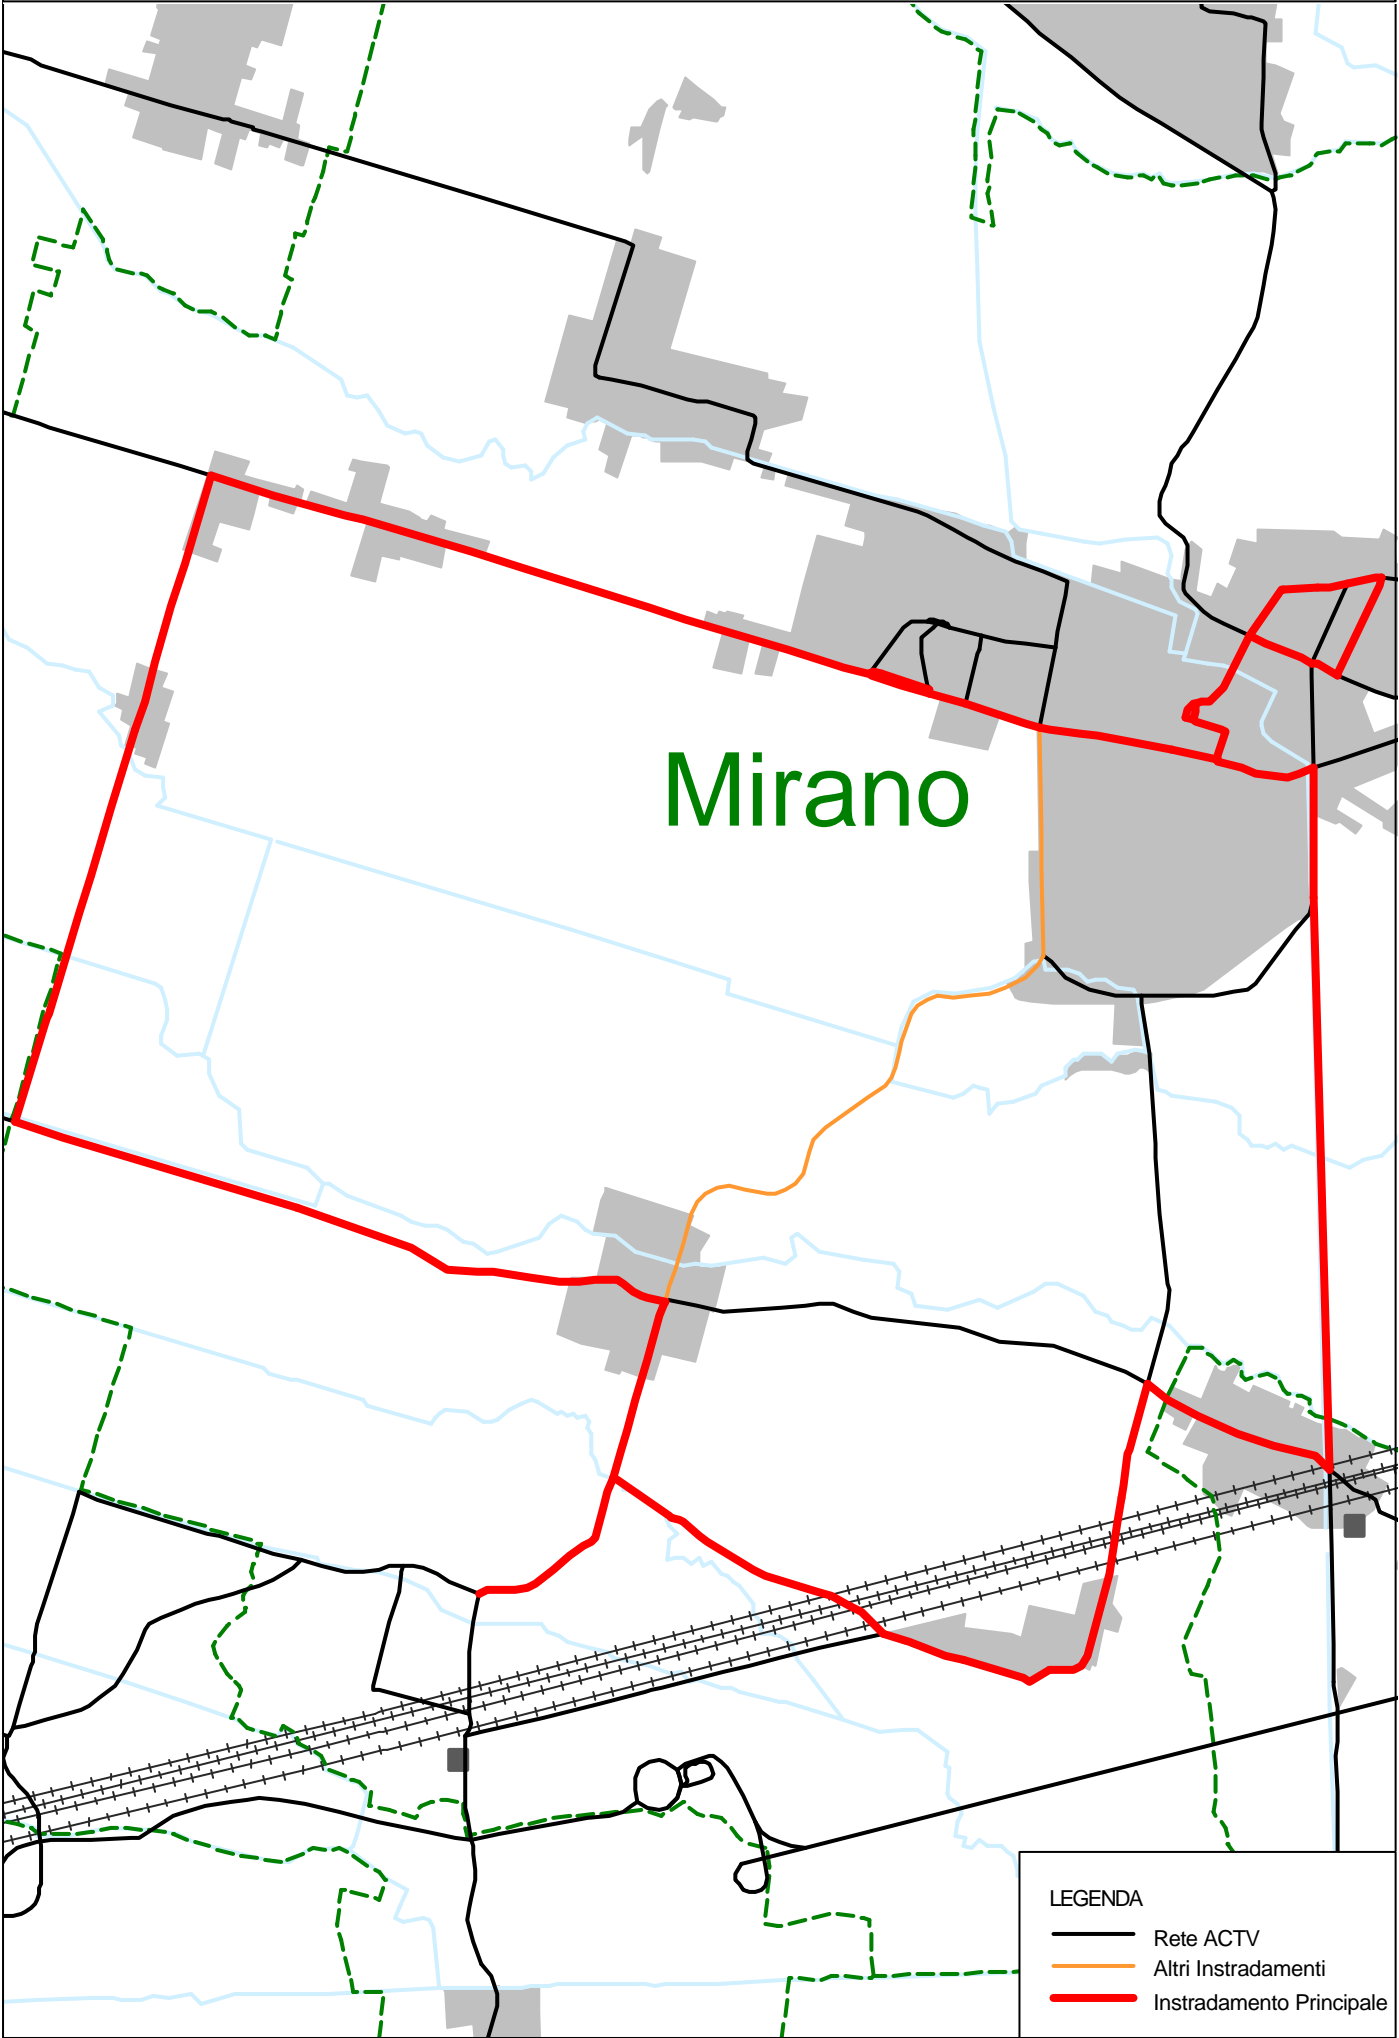 Mirano
LEGENDA
Rete ACTV
Altri Instradamenti
Instradamento Principale